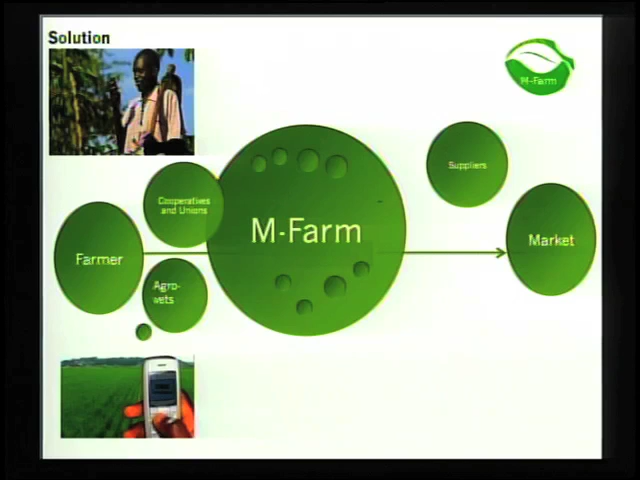 Solution
M-Farm
Suppliers
Cooperatives
and Unions
M-Farm
Market
Farmer
Agro-
vets